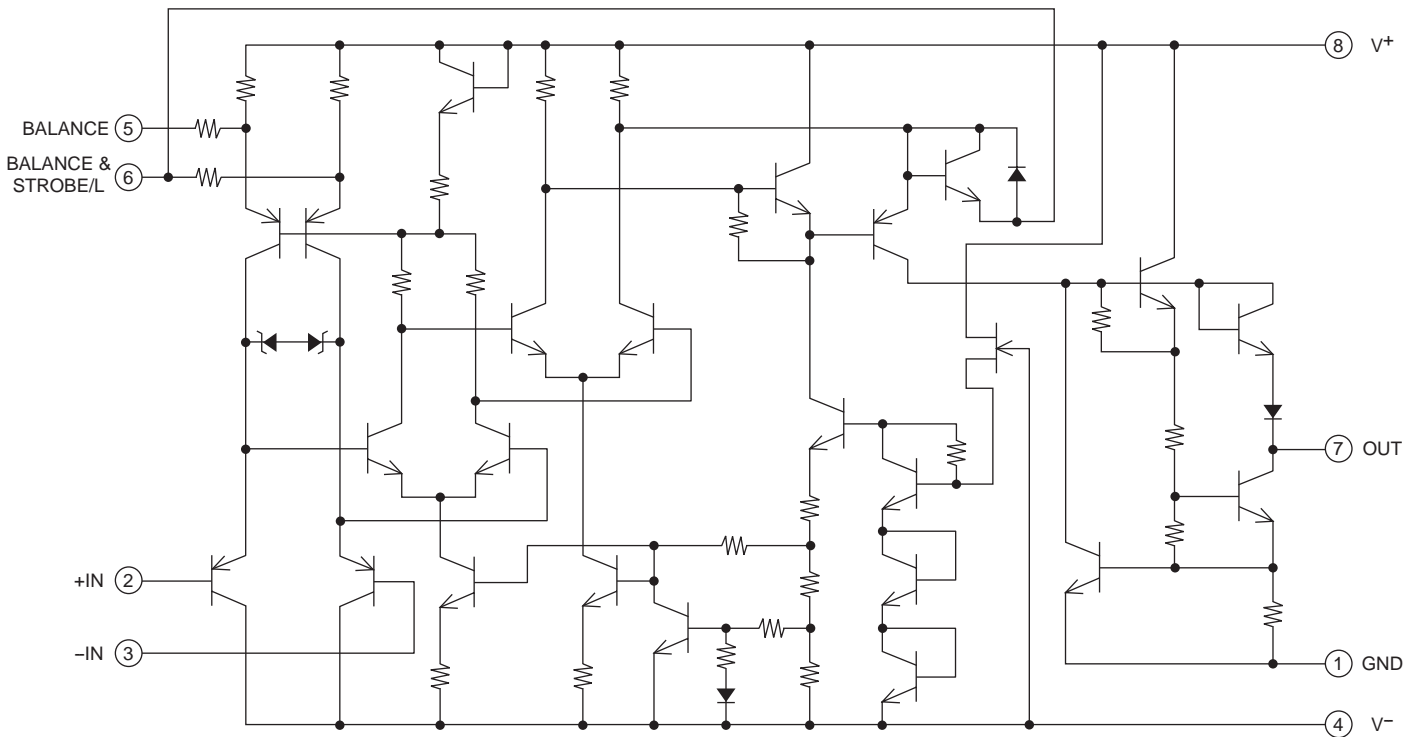 8 V+
BALANCE 5
BALANCE &
STROBE/L 6
7 OUT
+IN 2
−IN 3
1 GND
4 V−